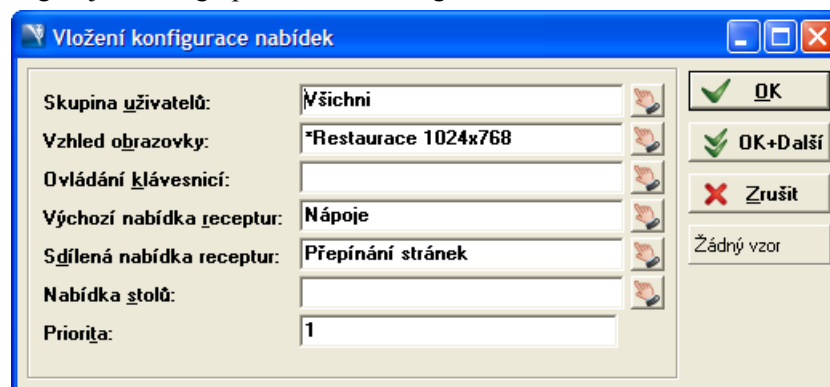 Vložení konfigurace nabídek
Skupina uživatelů: Všichni
Vzhled obrazovky: *Restaurace 1024x768
Ovládání klávesnicí:
Výchozí nabídka receptur: Nápoje
Sdílená nabídka receptur: Přepínání stránek
Nabídka stolů:
Priorita: 1
OK
OK+Další
Zrušit
Žádný vzor